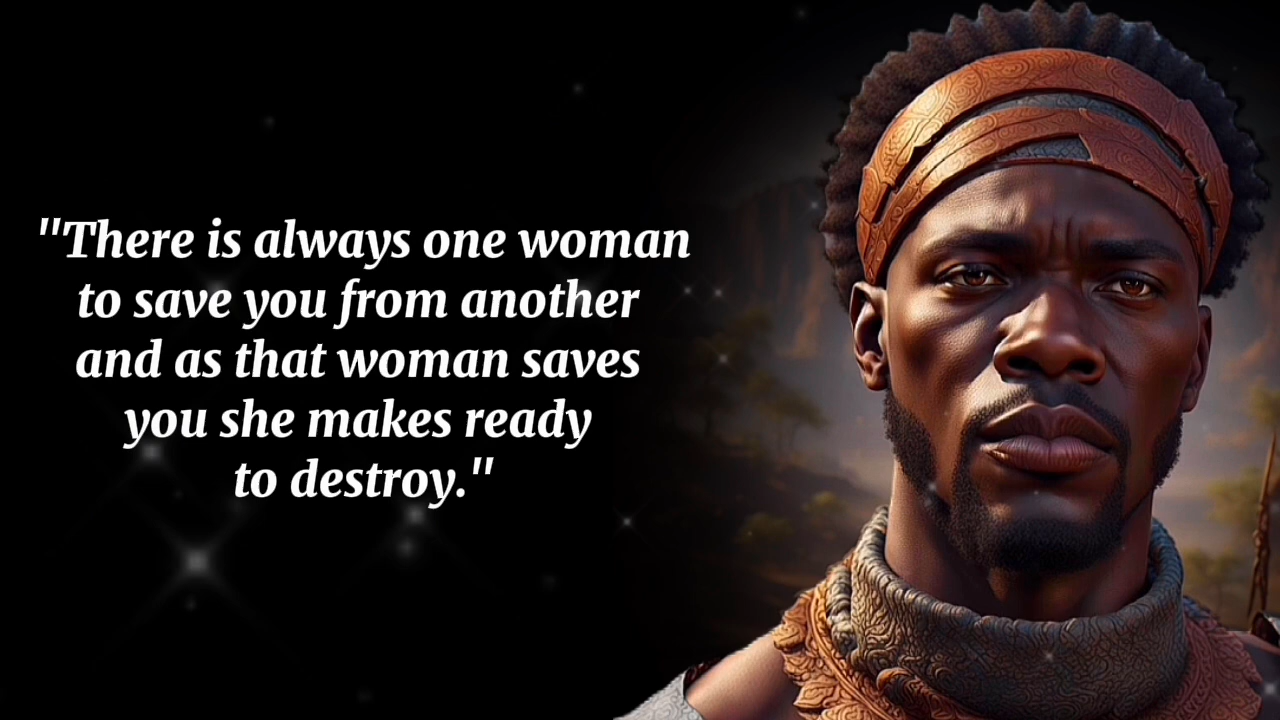 "There is always one woman
to save you from another
and as that woman saves
you she makes ready
to destroy."